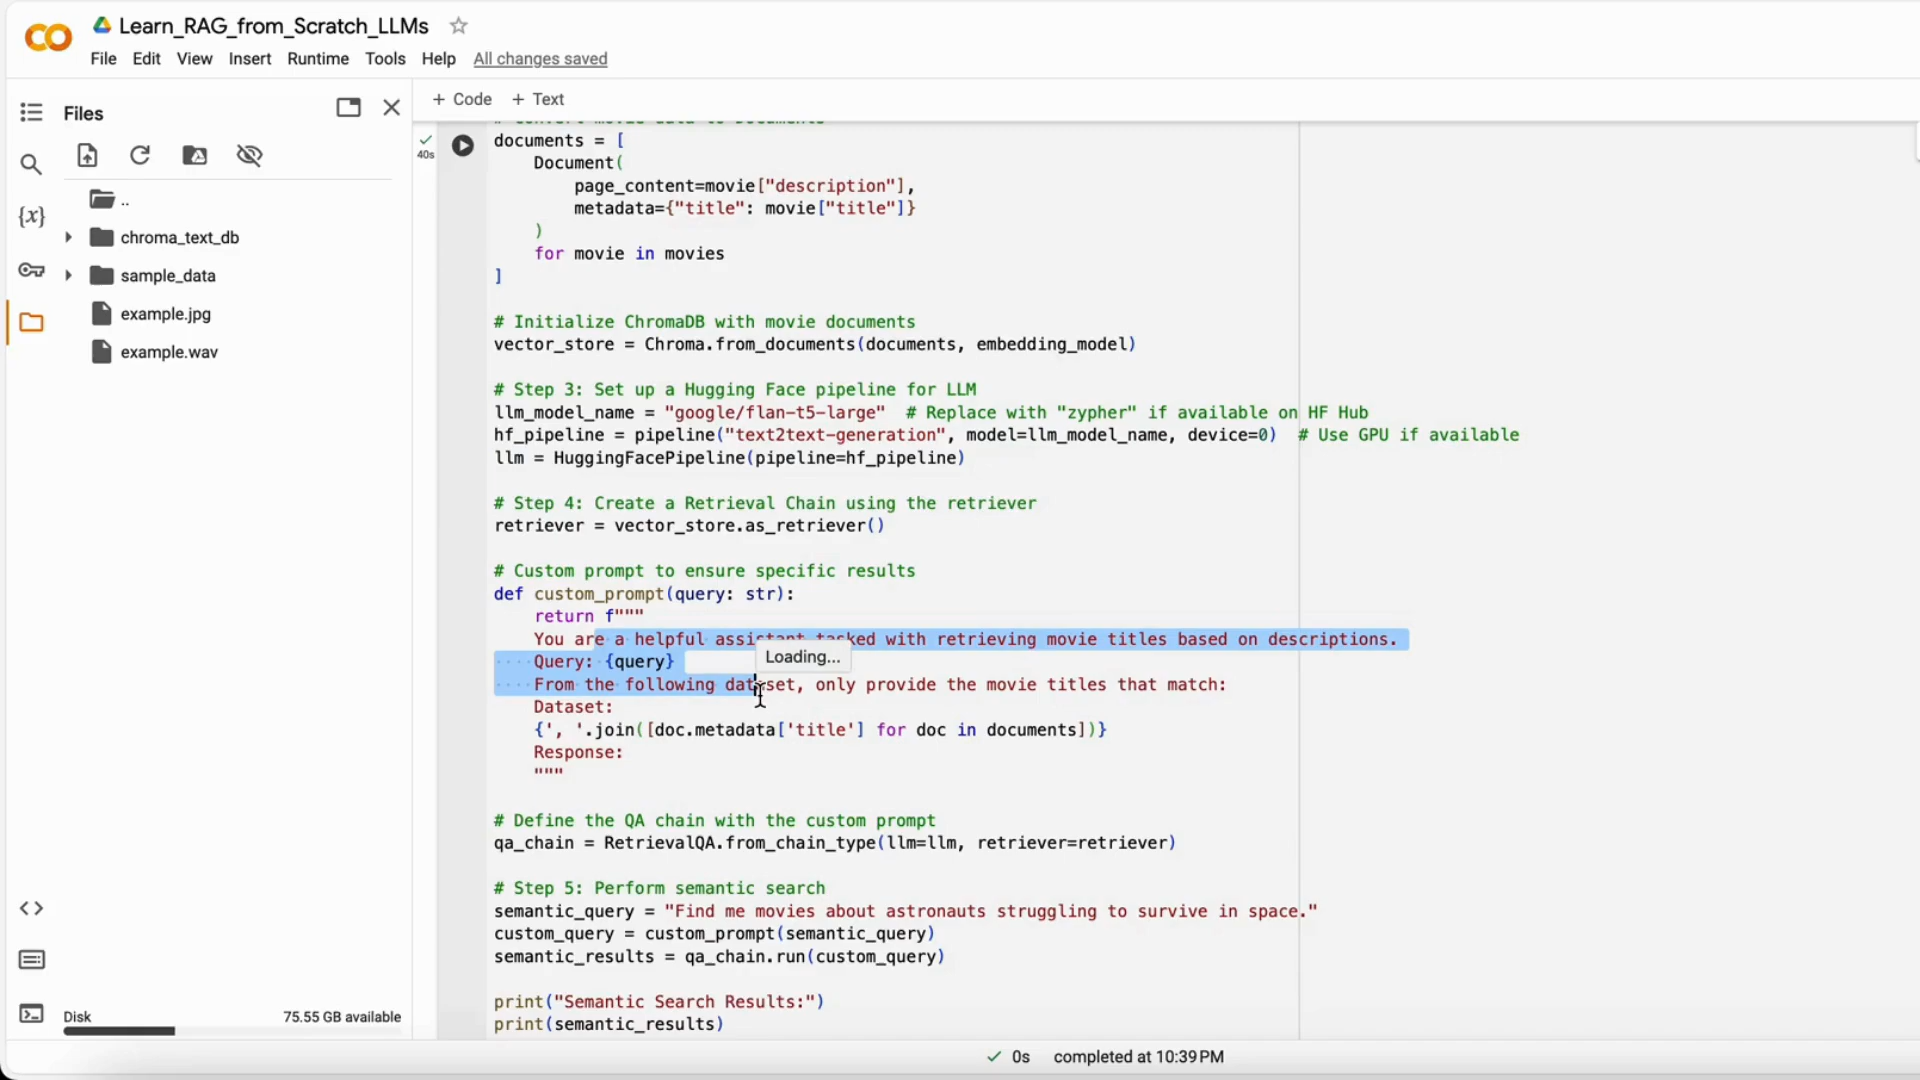 Learn_RAG_from_Scratch_LLMs
File Edit View Insert Runtime Tools Help All changes saved
Files
+ Code + Text
..
chroma_text_db
sample_data
example.jpg
example.wav
{x}
Disk 75.55 GB available
40s
# Convert movie data to Documents
documents = [
    Document(
        page_content=movie["description"],
        metadata={"title": movie["title"]}
    )
    for movie in movies
]
# Initialize ChromaDB with movie documents
vector_store = Chroma.from_documents(documents, embedding_model)
# Step 3: Set up a Hugging Face pipeline for LLM
llm_model_name = "google/flan-t5-large"  # Replace with "zypher" if available on HF Hub
hf_pipeline = pipeline("text2text-generation", model=llm_model_name, device=0)  # Use GPU if available
llm = HuggingFacePipeline(pipeline=hf_pipeline)
# Step 4: Create a Retrieval Chain using the retriever
retriever = vector_store.as_retriever()
# Custom prompt to ensure specific results
def custom_prompt(query: str):
    return f"""
    You are a helpful assistant tasked with retrieving movie titles based on descriptions.
    Query: {query}
Loading...
    From the following dataset, only provide the movie titles that match:
    Dataset:
    {', '.join([doc.metadata['title'] for doc in documents])}
    Response:
    """
# Define the QA chain with the custom prompt
qa_chain = RetrievalQA.from_chain_type(llm=llm, retriever=retriever)
# Step 5: Perform semantic search
semantic_query = "Find me movies about astronauts struggling to survive in space."
custom_query = custom_prompt(semantic_query)
semantic_results = qa_chain.run(custom_query)
print("Semantic Search Results:")
print(semantic_results)
0s completed at 10:39 PM